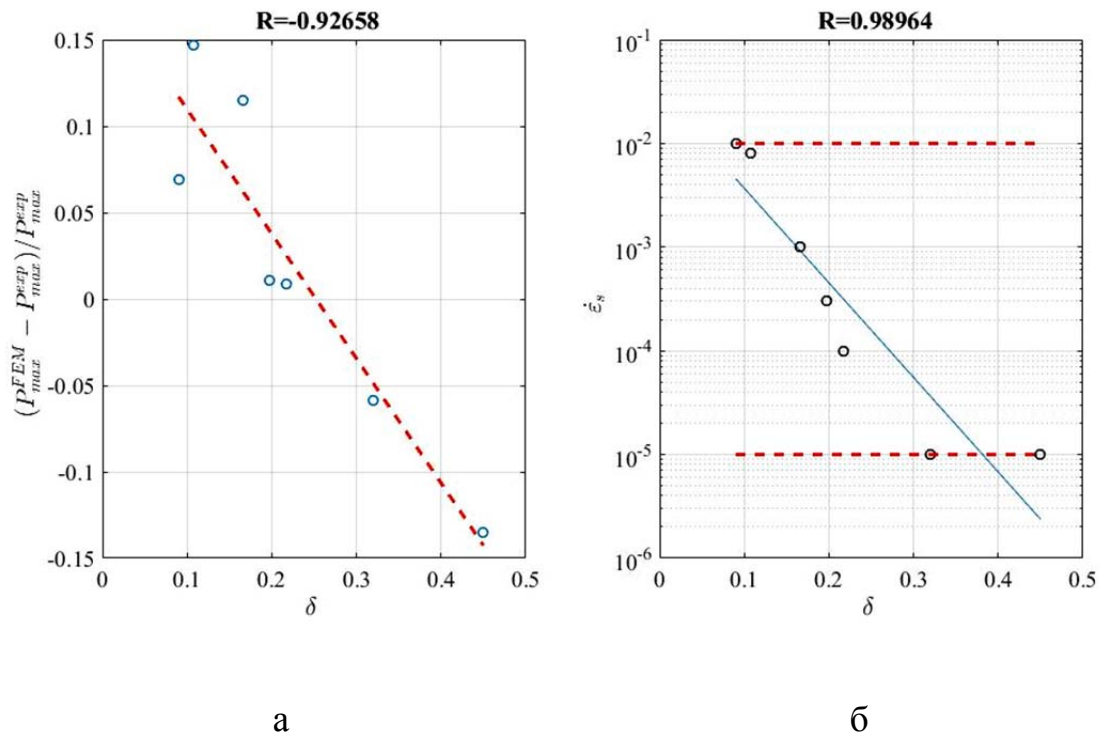 R=-0.92658
0.15
0.1
0.05
0
-0.05
-0.1
-0.15
(P_{max}^{FEM} − P_{max}^{exp})/P_{max}^{exp}
0 0.1 0.2 0.3 0.4 0.5
δ
а
R=0.98964
10^{-1}
10^{-2}
10^{-3}
10^{-4}
10^{-5}
10^{-6}
ε̇_s
0 0.1 0.2 0.3 0.4 0.5
δ
б